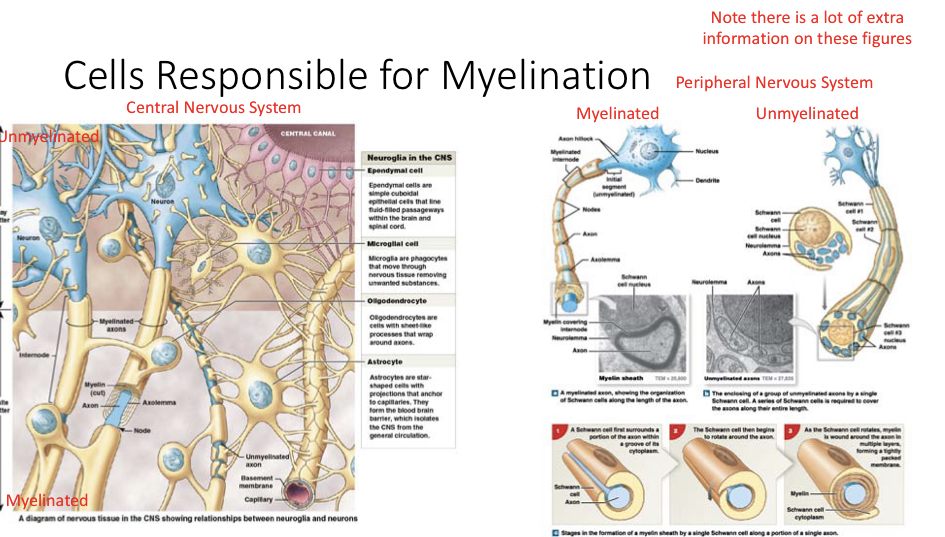 Note there is a lot of extra
information on these figures
Cells Responsible for Myelination
Peripheral Nervous System
Central Nervous System
Myelinated
Unmyelinated
Unmyelinated
CENTRAL CANAL
Neuron
Neuron
Myelinated
axons
Internode
Myelin
(cut)
Axon
Axolemma
Node
Unmyelinated
axon
Basement
membrane
Capillary
Myelinated
A diagram of nervous tissue in the CNS showing relationships between neuroglia and neurons
Neuroglia in the CNS
Ependymal cell
Ependymal cells are
simple cuboidal
epithelial cells that line
fluid-filled passageways
within the brain and
spinal cord.
Microglial cell
Microglia are phagocytes
that move through
nervous tissue removing
unwanted substances.
Oligodendrocyte
Oligodendrocytes are
cells with sheet-like
processes that wrap
around axons.
Astrocyte
Astrocytes are star-
shaped cells with
projections that anchor
to capillaries. They
form the blood brain
barrier, which isolates
the CNS from the
general circulation.
Axon hillock
Myelinated
internode
Nucleus
Dendrite
Initial
segment
(unmyelinated)
Nodes
Axon
Axolemma
Schwann
cell nucleus
Myelin covering
internode
Neurolemma
Axon
Myelin sheath
TEM × 20,600
a A myelinated axon, showing the organization
of Schwann cells along the length of the axon.
Schwann
cell #1
Schwann
cell #2
Schwann
cell
Schwann
cell nucleus
Neurolemma
Axons
Neurolemma
Axons
Schwann
cell #3
nucleus
Axons
Unmyelinated axons
b The enclosing of a group of unmyelinated axons by a single
Schwann cell. A series of Schwann cells is required to cover
the axons along their entire length.
1 A Schwann cell first surrounds a
portion of the axon within
a groove of its
cytoplasm.
Schwann
cell
Axon
2 The Schwann cell then begins
to rotate around the axon.
3 As the Schwann cell rotates, myelin
is wound around the axon in
multiple layers,
forming a tightly
packed
membrane.
Myelin
Schwann cell
cytoplasm
c Stages in the formation of a myelin sheath by a single Schwann cell along a portion of a single axon.